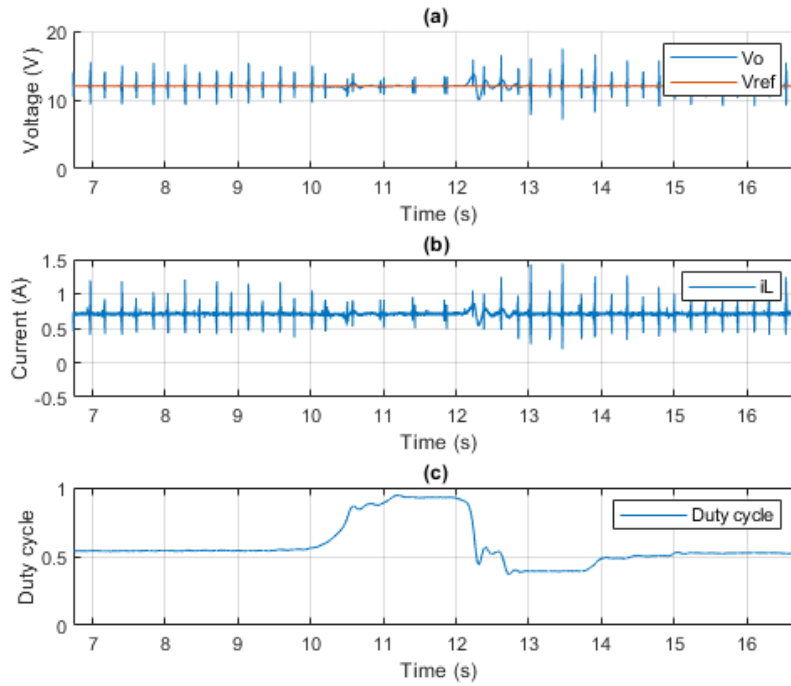 (a)
20
10
0
Voltage (V)
Vo
Vref
7 8 9 10 11 12 13 14 15 16
Time (s)
(b)
1.5
1
0.5
0
-0.5
Current (A)
iL
7 8 9 10 11 12 13 14 15 16
Time (s)
(c)
1
0.5
0
Duty cycle
Duty cycle
7 8 9 10 11 12 13 14 15 16
Time (s)